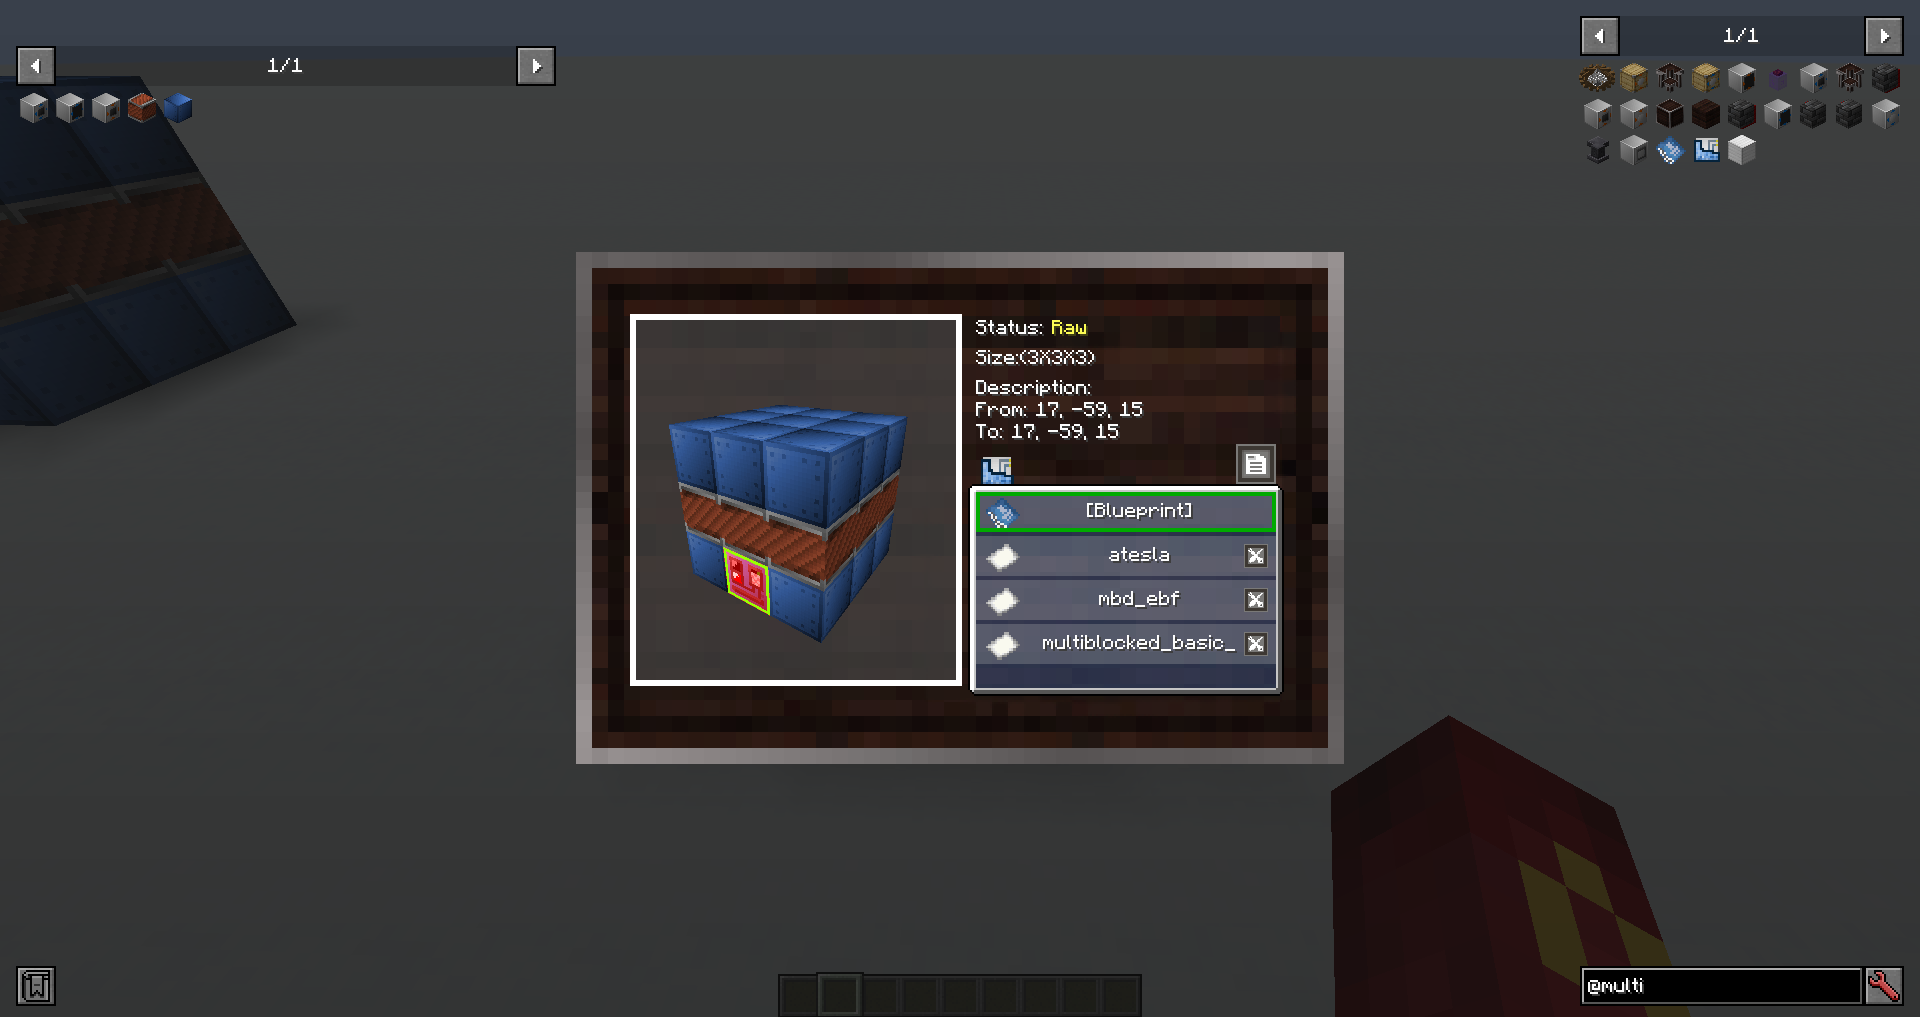 1/1
1/1
Status: Raw
Size:(3X3X3)
Description:
From: 17, -59, 15
To: 17, -59, 15
[Blueprint]
atesla
mbd_ebf
multiblocked_basic_
@multi